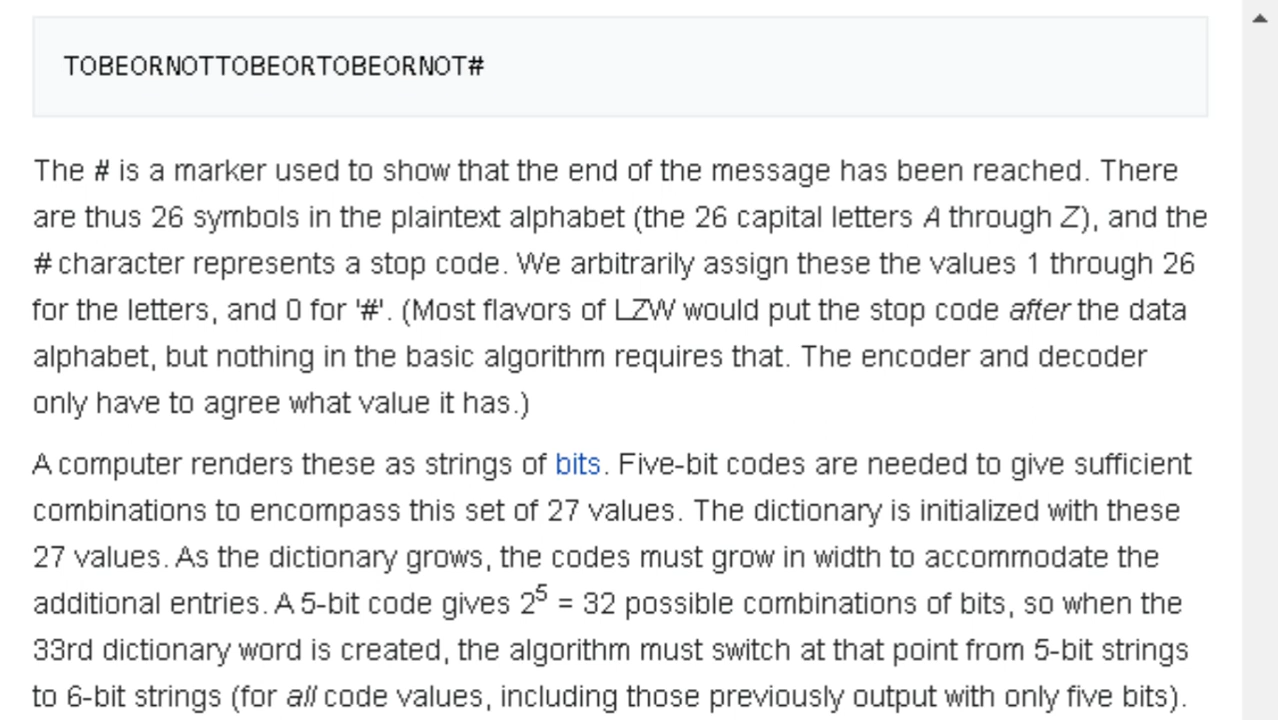 TOBEORNOTTOBEORTOBEORNOT#
The # is a marker used to show that the end of the message has been reached. There
are thus 26 symbols in the plaintext alphabet (the 26 capital letters A through Z), and the
# character represents a stop code. We arbitrarily assign these the values 1 through 26
for the letters, and 0 for '#'. (Most flavors of LZW would put the stop code after the data
alphabet, but nothing in the basic algorithm requires that. The encoder and decoder
only have to agree what value it has.)
A computer renders these as strings of bits. Five-bit codes are needed to give sufficient
combinations to encompass this set of 27 values. The dictionary is initialized with these
27 values. As the dictionary grows, the codes must grow in width to accommodate the
additional entries. A 5-bit code gives 2⁵ = 32 possible combinations of bits, so when the
33rd dictionary word is created, the algorithm must switch at that point from 5-bit strings
to 6-bit strings (for all code values, including those previously output with only five bits).